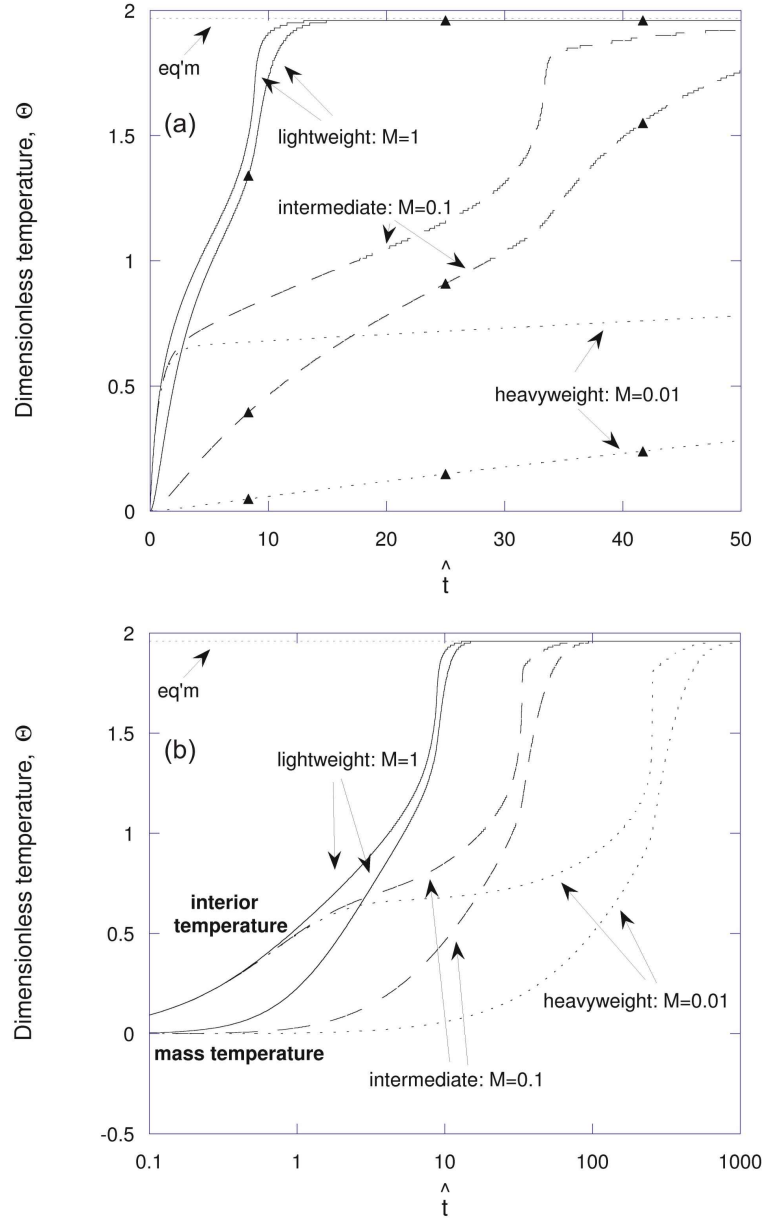 2
eq'm
(a)
lightweight: M=1
1.5
intermediate: M=0.1
1
Dimensionless temperature, Θ
0.5
heavyweight: M=0.01
0
0 10 20 30 40 50
^
t
2
eq'm
(b)
lightweight: M=1
1.5
1
Dimensionless temperature, Θ
interior
temperature
0.5
heavyweight: M=0.01
0
mass temperature
intermediate: M=0.1
-0.5
0.1 1 10 100 1000
^
t